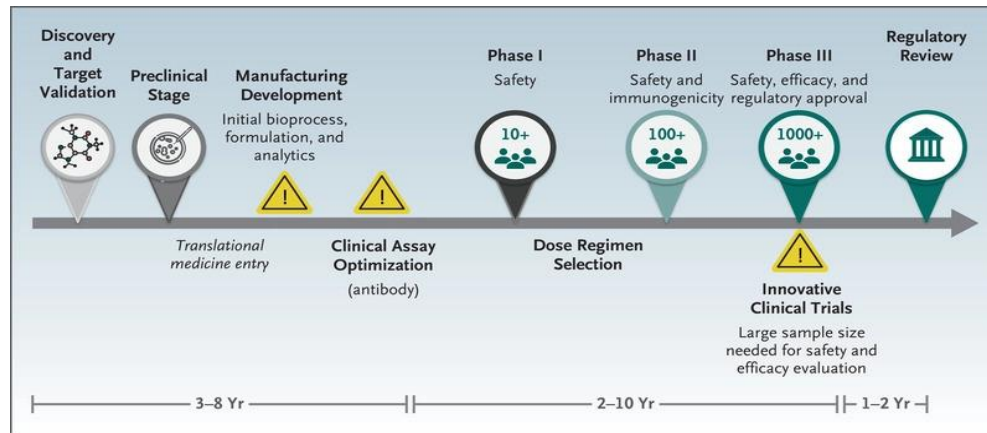 Discovery
and
Target
Validation
Preclinical
Stage
Manufacturing
Development
Initial bioprocess,
formulation, and
analytics
Phase I
Safety
10+
Phase II
Safety and
immunogenicity
100+
Phase III
Safety, efficacy, and
regulatory approval
1000+
Regulatory
Review
!
!
Translational
medicine entry
Clinical Assay
Optimization
(antibody)
Dose Regimen
Selection
!
Innovative
Clinical Trials
Large sample size
needed for safety and
efficacy evaluation
3–8 Yr
2–10 Yr
1–2 Yr